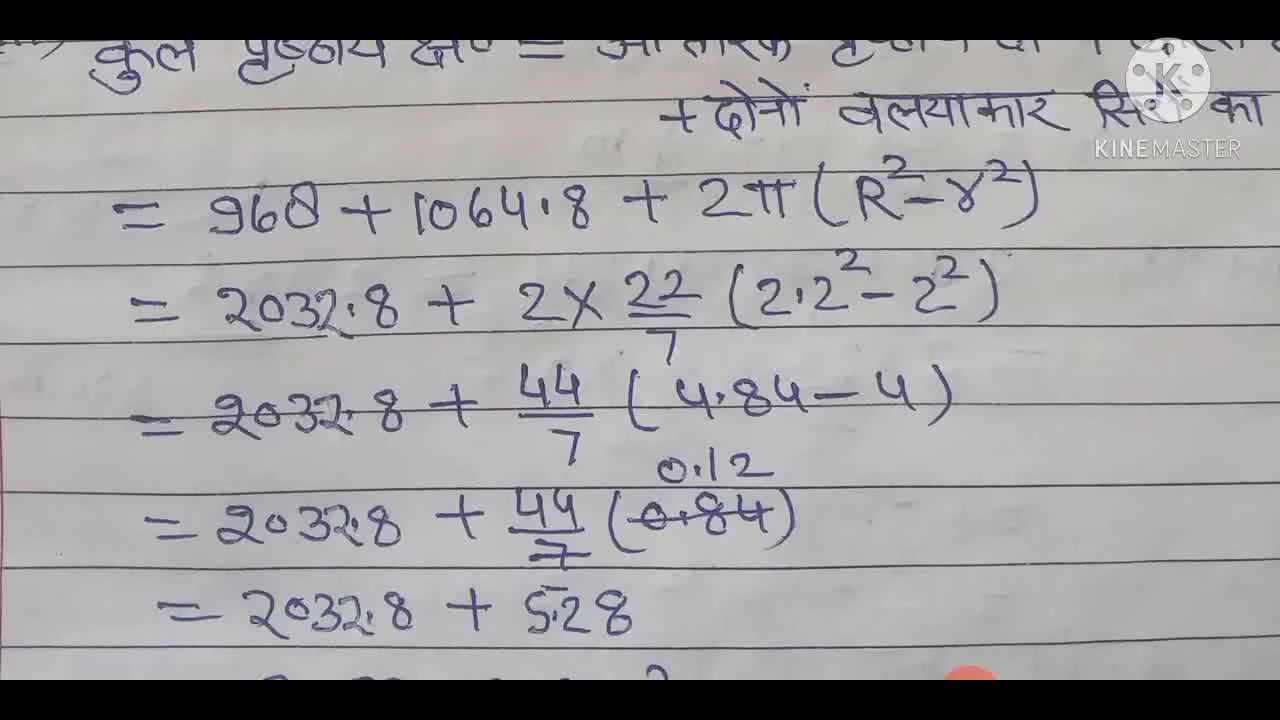 कुल पृष्ठीय क्षे० = आंतरिक पृष्ठीय
+ दोनों वलयाकार सिरों का
KINEMASTER
= 968 + 1064.8 + 2π (R² - r²)
= 2032.8 + 2 × 22/7 (2.2² - 2²)
= 2032.8 + 44/7 (4.84 - 4)
0.12
= 2032.8 + 44/7 (0.84)
= 2032.8 + 5.28